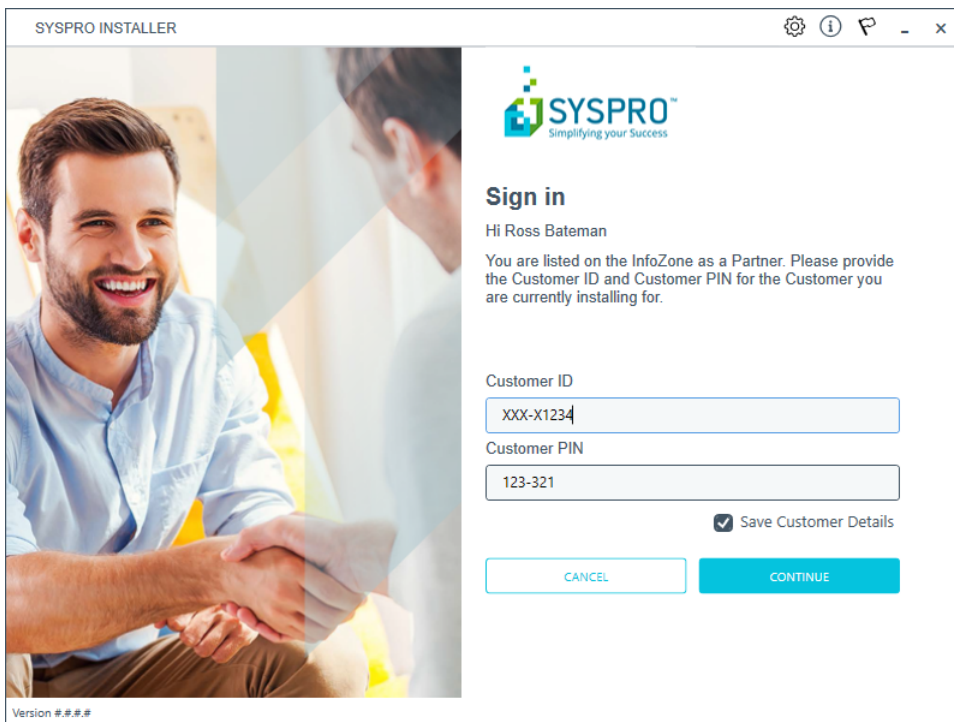 SYSPRO INSTALLER
SYSPRO™
Simplifying your Success
Sign in
Hi Ross Bateman
You are listed on the InfoZone as a Partner. Please provide
the Customer ID and Customer PIN for the Customer you
are currently installing for.
Customer ID
XXX-X1234
Customer PIN
123-321
Save Customer Details
CANCEL
CONTINUE
Version #.#.#.#